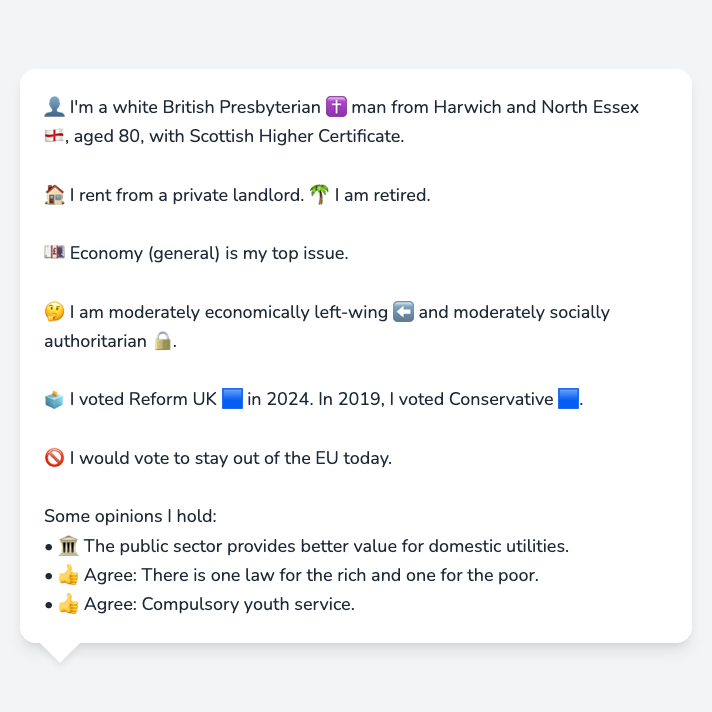 👤 I'm a white British Presbyterian ✝️ man from Harwich and North Essex
🏴󠁧󠁢󠁥󠁮󠁧󠁿, aged 80, with Scottish Higher Certificate.
🏠 I rent from a private landlord. 🌴 I am retired.
💷 Economy (general) is my top issue.
🤔 I am moderately economically left-wing ⬅️ and moderately socially
authoritarian 🔒.
🗳️ I voted Reform UK 🟦 in 2024. In 2019, I voted Conservative 🟦.
🚫 I would vote to stay out of the EU today.
Some opinions I hold:
• 🏛️ The public sector provides better value for domestic utilities.
• 👍 Agree: There is one law for the rich and one for the poor.
• 👍 Agree: Compulsory youth service.